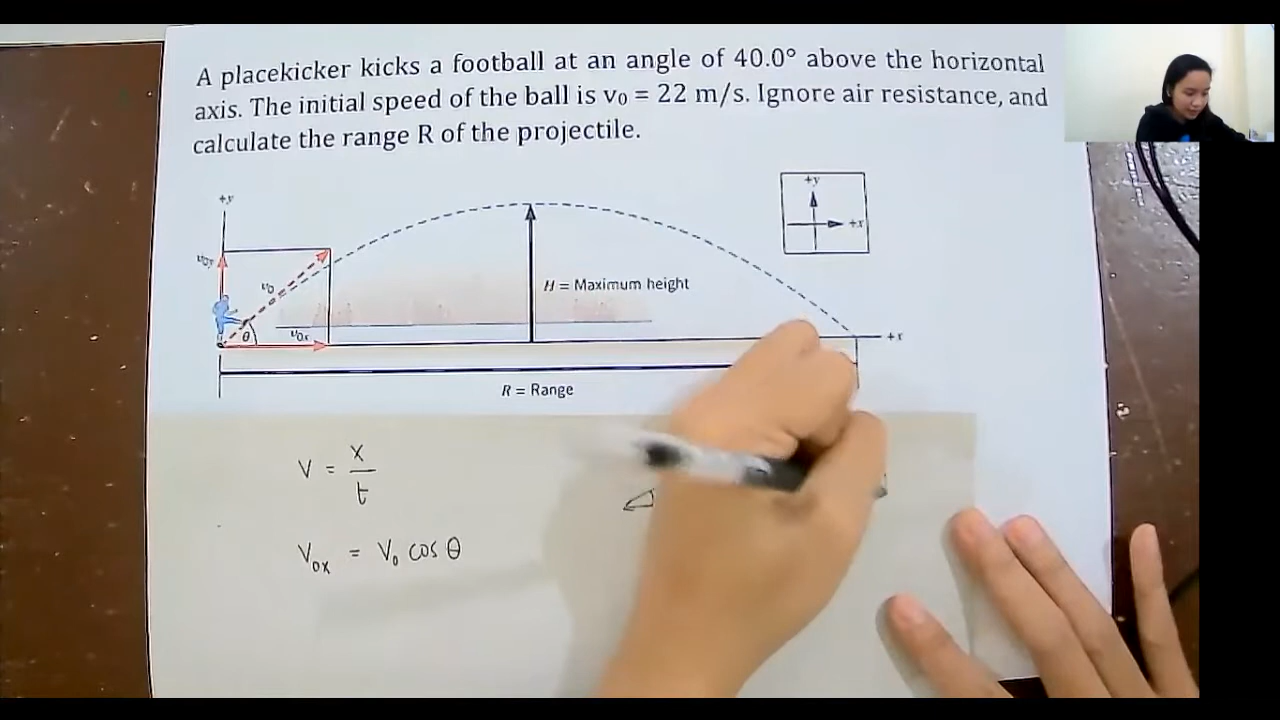 A placekicker kicks a football at an angle of 40.0° above the horizontal
axis. The initial speed of the ball is v₀ = 22 m/s. Ignore air resistance, and
calculate the range R of the projectile.
+y
+y
+x
v₀y
v₀
H = Maximum height
θ
v₀x
+x
R = Range
V = x/t
V₀x = V₀ cos θ